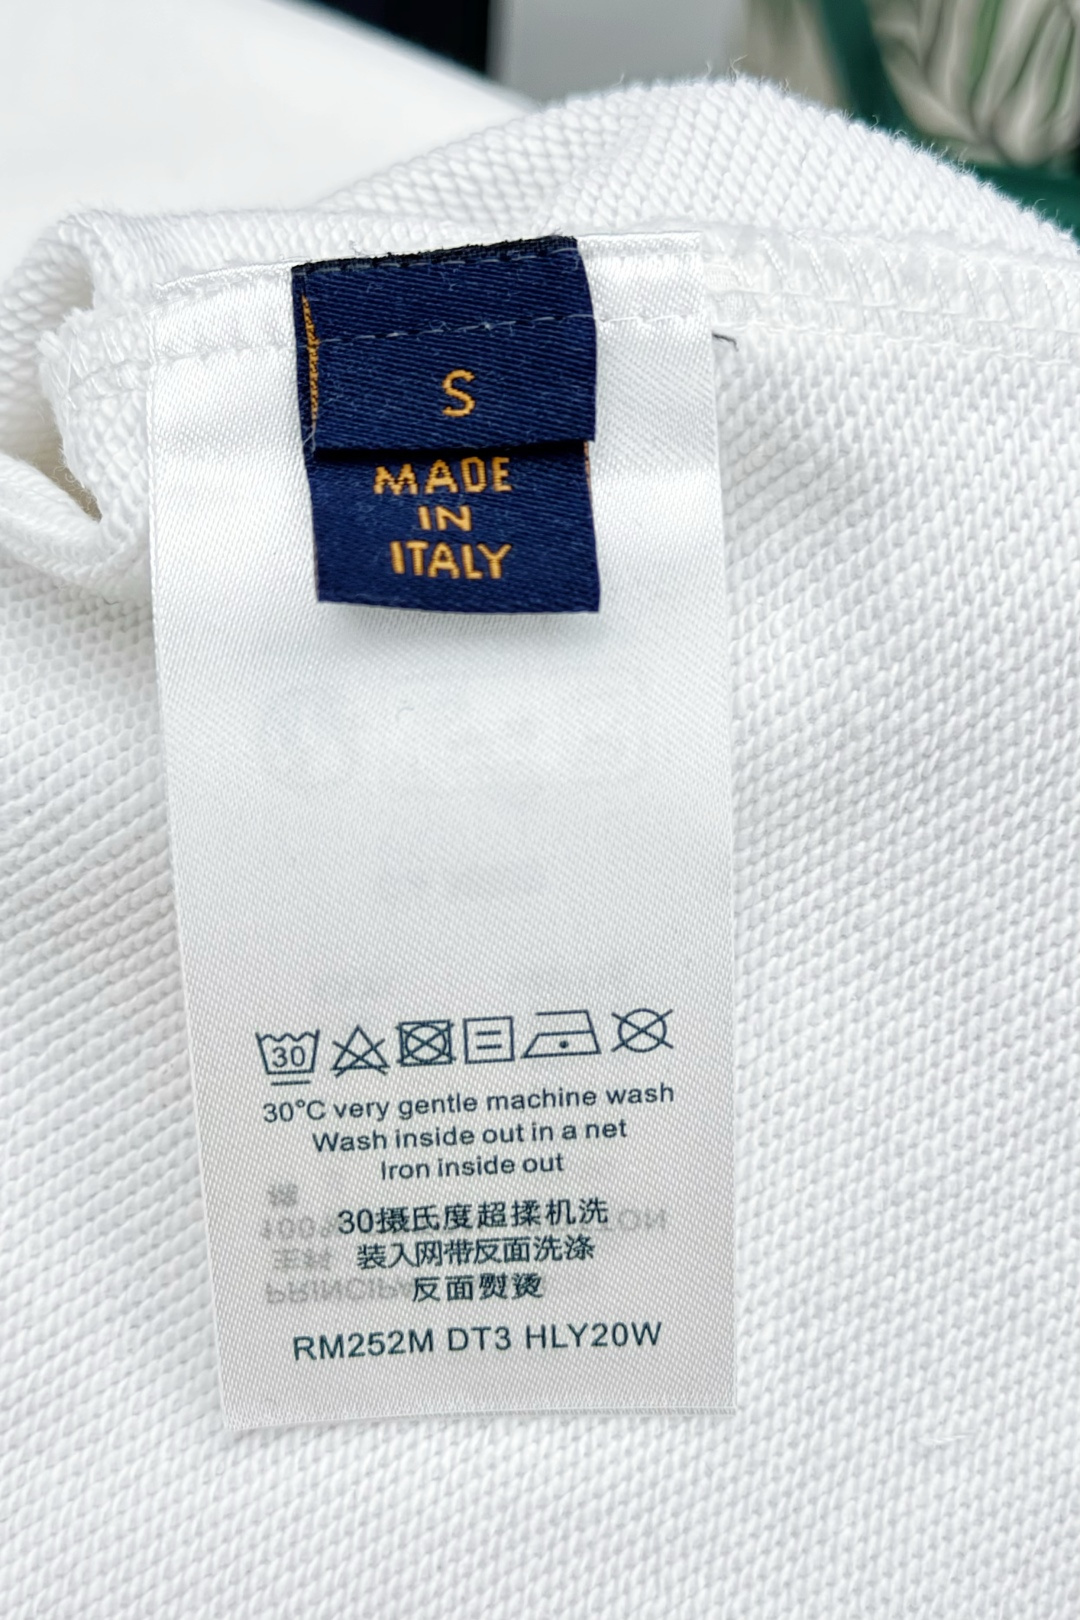 S
MADE
IN
ITALY
30
30°C very gentle machine wash
Wash inside out in a net
Iron inside out
30摄氏度超揉机洗
装入网带反面洗涤
反面熨烫
RM252M DT3 HLY20W